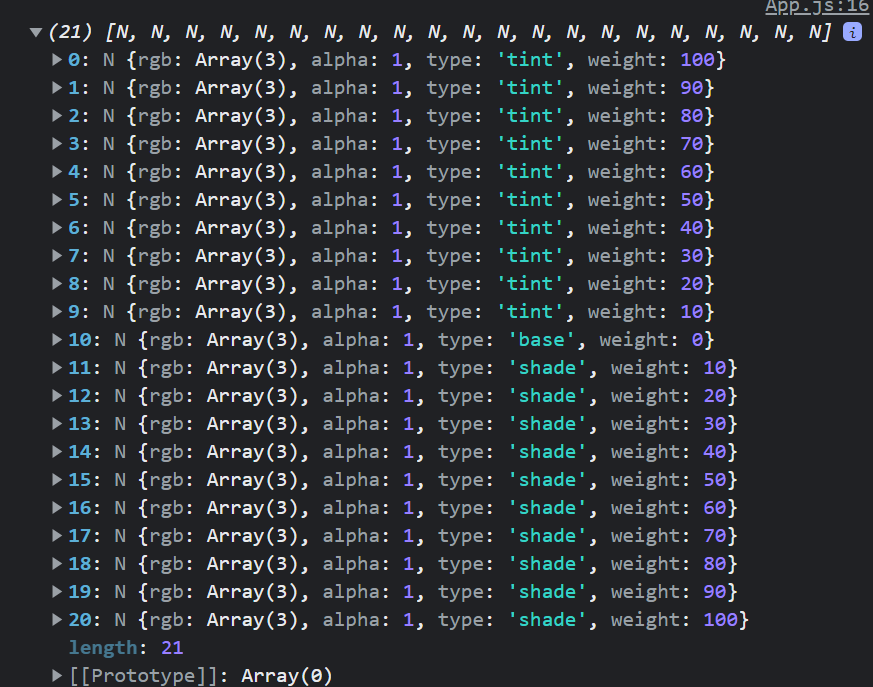 App.js:16
▼(21) [N, N, N, N, N, N, N, N, N, N, N, N, N, N, N, N, N, N, N, N, N] i
▶0: N {rgb: Array(3), alpha: 1, type: 'tint', weight: 100}
▶1: N {rgb: Array(3), alpha: 1, type: 'tint', weight: 90}
▶2: N {rgb: Array(3), alpha: 1, type: 'tint', weight: 80}
▶3: N {rgb: Array(3), alpha: 1, type: 'tint', weight: 70}
▶4: N {rgb: Array(3), alpha: 1, type: 'tint', weight: 60}
▶5: N {rgb: Array(3), alpha: 1, type: 'tint', weight: 50}
▶6: N {rgb: Array(3), alpha: 1, type: 'tint', weight: 40}
▶7: N {rgb: Array(3), alpha: 1, type: 'tint', weight: 30}
▶8: N {rgb: Array(3), alpha: 1, type: 'tint', weight: 20}
▶9: N {rgb: Array(3), alpha: 1, type: 'tint', weight: 10}
▶10: N {rgb: Array(3), alpha: 1, type: 'base', weight: 0}
▶11: N {rgb: Array(3), alpha: 1, type: 'shade', weight: 10}
▶12: N {rgb: Array(3), alpha: 1, type: 'shade', weight: 20}
▶13: N {rgb: Array(3), alpha: 1, type: 'shade', weight: 30}
▶14: N {rgb: Array(3), alpha: 1, type: 'shade', weight: 40}
▶15: N {rgb: Array(3), alpha: 1, type: 'shade', weight: 50}
▶16: N {rgb: Array(3), alpha: 1, type: 'shade', weight: 60}
▶17: N {rgb: Array(3), alpha: 1, type: 'shade', weight: 70}
▶18: N {rgb: Array(3), alpha: 1, type: 'shade', weight: 80}
▶19: N {rgb: Array(3), alpha: 1, type: 'shade', weight: 90}
▶20: N {rgb: Array(3), alpha: 1, type: 'shade', weight: 100}
length: 21
▶[[Prototype]]: Array(0)